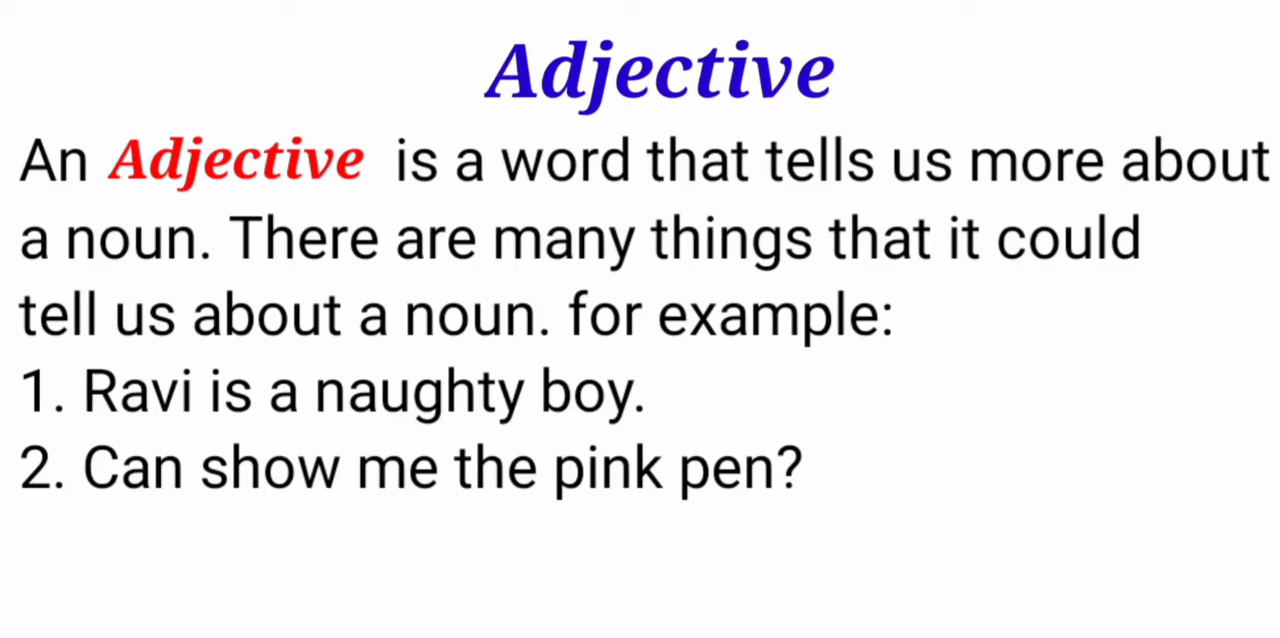 Adjective
An Adjective is a word that tells us more about
a noun. There are many things that it could
tell us about a noun. for example:
1. Ravi is a naughty boy.
2. Can show me the pink pen?